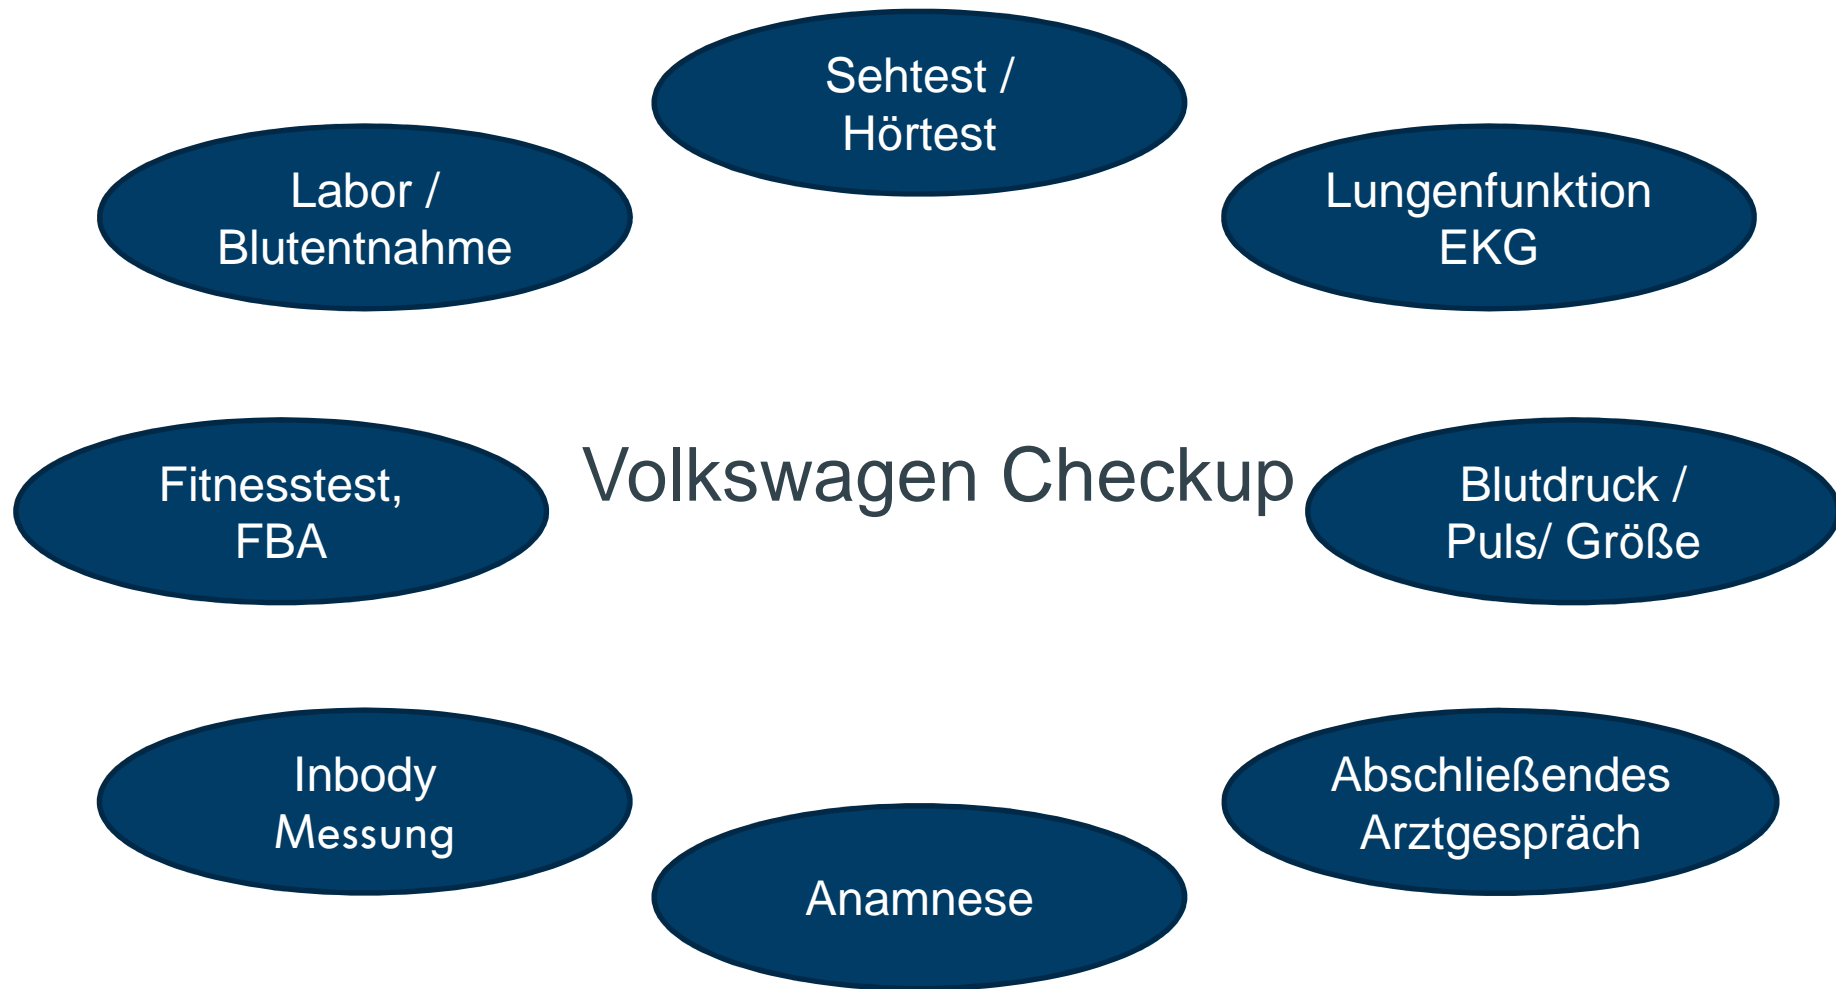 Sehtest /
Hörtest
Labor /
Blutentnahme
Lungenfunktion
EKG
Fitnesstest,
FBA
Volkswagen Checkup
Blutdruck /
Puls/ Größe
Inbody
Messung
Anamnese
Abschließendes
Arztgespräch